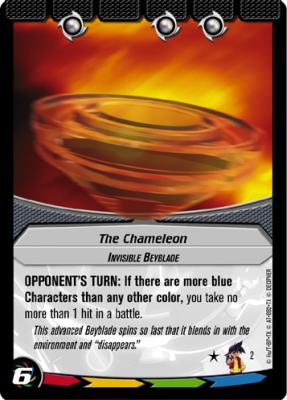 The Chameleon
INVISIBLE BEYBLADE
OPPONENT'S TURN: If there are more blue
Characters than any other color, you take no
more than 1 hit in a battle.
This advanced Beyblade spins so fast that it blends in with the
environment and "disappears."
2
6